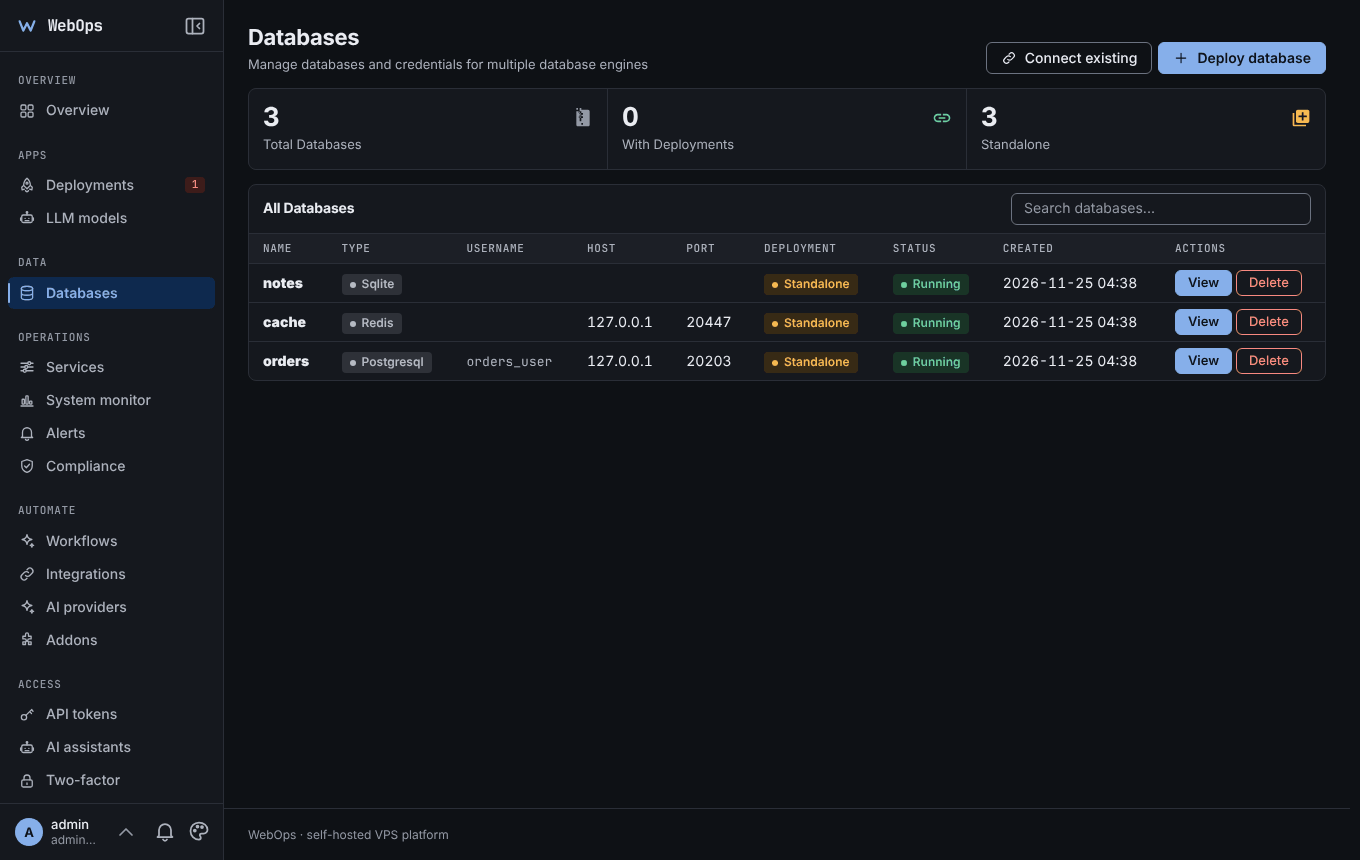 WebOps
OVERVIEW
Overview
APPS
Deployments 1
LLM models
DATA
Databases
OPERATIONS
Services
System monitor
Alerts
Compliance
AUTOMATE
Workflows
Integrations
AI providers
Addons
ACCESS
API tokens
AI assistants
Two-factor
A admin
admin...
Databases
Manage databases and credentials for multiple database engines
Connect existing
Deploy database
3
Total Databases
0
With Deployments
3
Standalone
All Databases
Search databases...
NAME TYPE USERNAME HOST PORT DEPLOYMENT STATUS CREATED ACTIONS
notes Sqlite Standalone Running 2026-11-25 04:38 View Delete
cache Redis 127.0.0.1 20447 Standalone Running 2026-11-25 04:38 View Delete
orders Postgresql orders_user 127.0.0.1 20203 Standalone Running 2026-11-25 04:38 View Delete
WebOps · self-hosted VPS platform